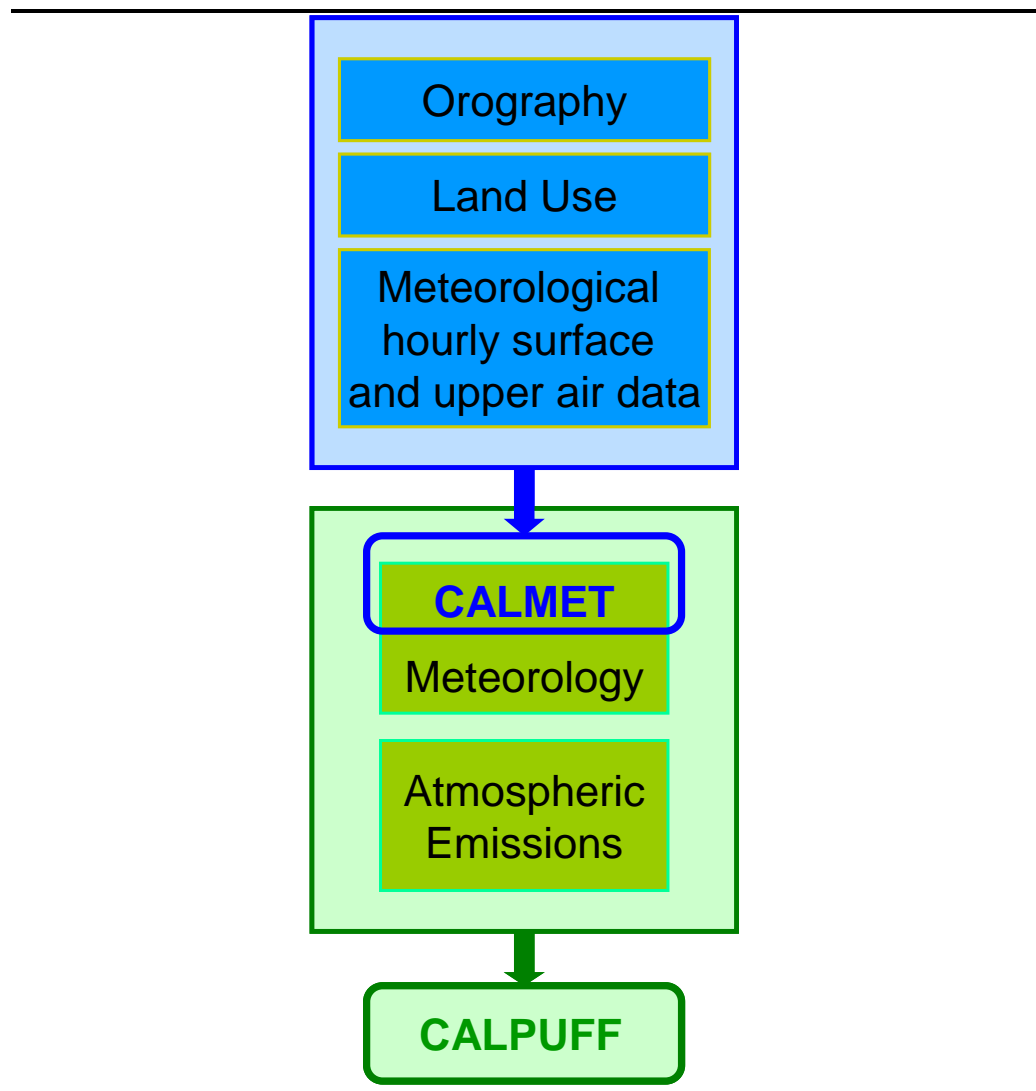 Orography
Land Use
Meteorological
hourly surface
and upper air data
CALMET
Meteorology
Atmospheric
Emissions
CALPUFF